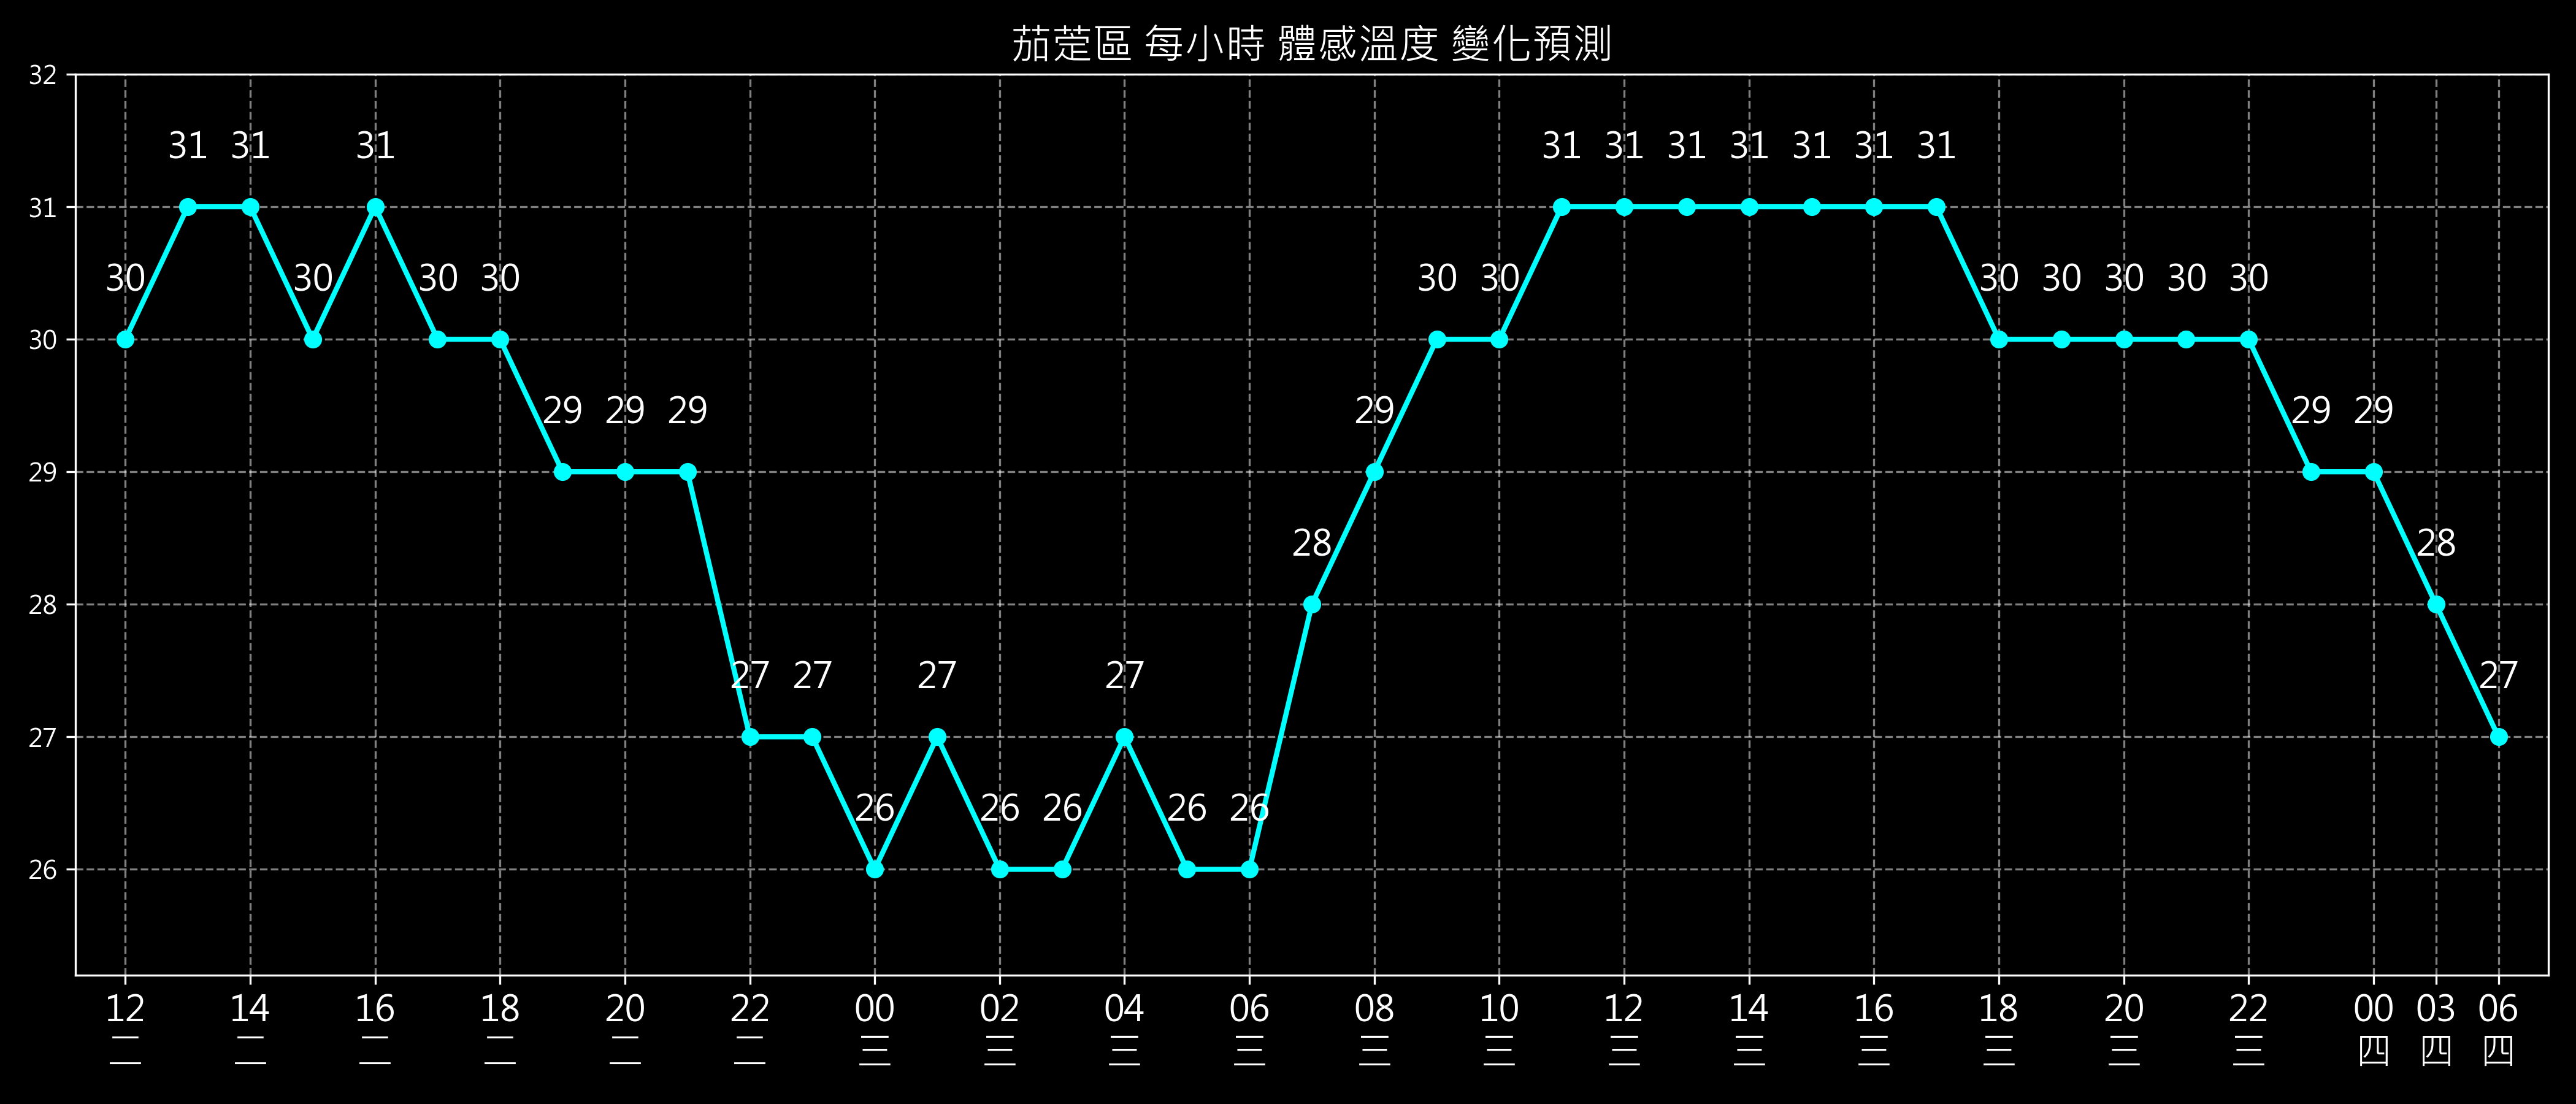 茄萣區 每小時 體感溫度 變化預測
32
31 31 31 31 31 31 31 31 31 31
31
30 30 30 30 30 30 30 30 30 30 30
30
29 29 29 29 29 29
29
28 28
28
27 27 27 27 27
27
26 26 26 26 26
26
12 14 16 18 20 22 00 02 04 06 08 10 12 14 16 18 20 22 00 03 06
二 二 二 二 二 二 三 三 三 三 三 三 三 三 三 三 三 三 四 四 四